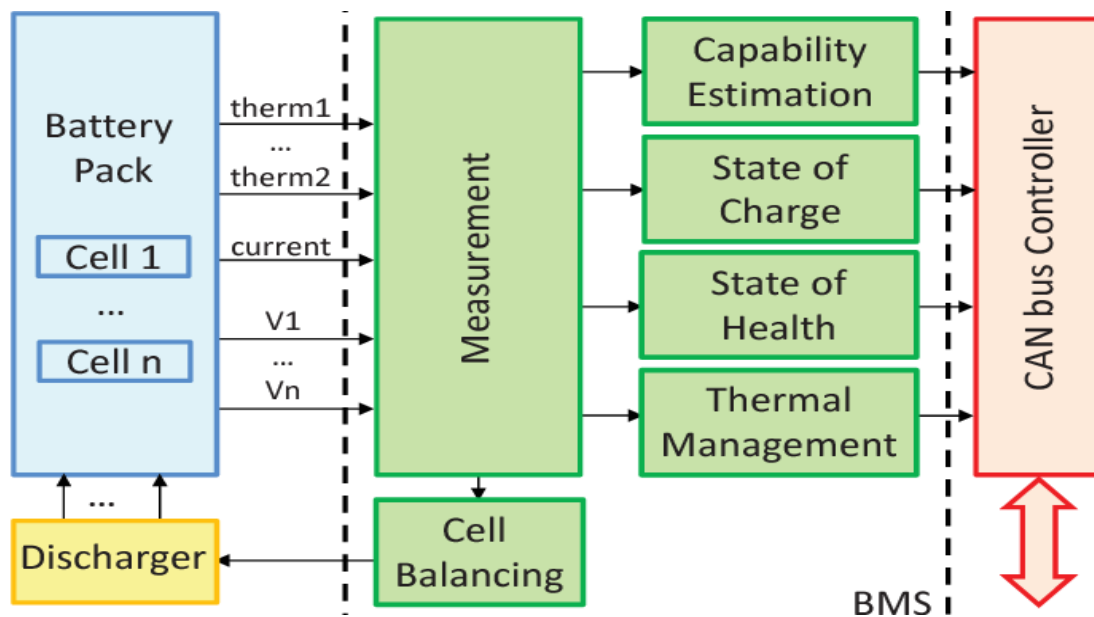 Battery
Pack
Cell 1
...
Cell n
therm1
...
therm2
current
V1
...
Vn
Measurement
Capability
Estimation
State of
Charge
State of
Health
Thermal
Management
CAN bus Controller
...
Discharger
Cell
Balancing
BMS